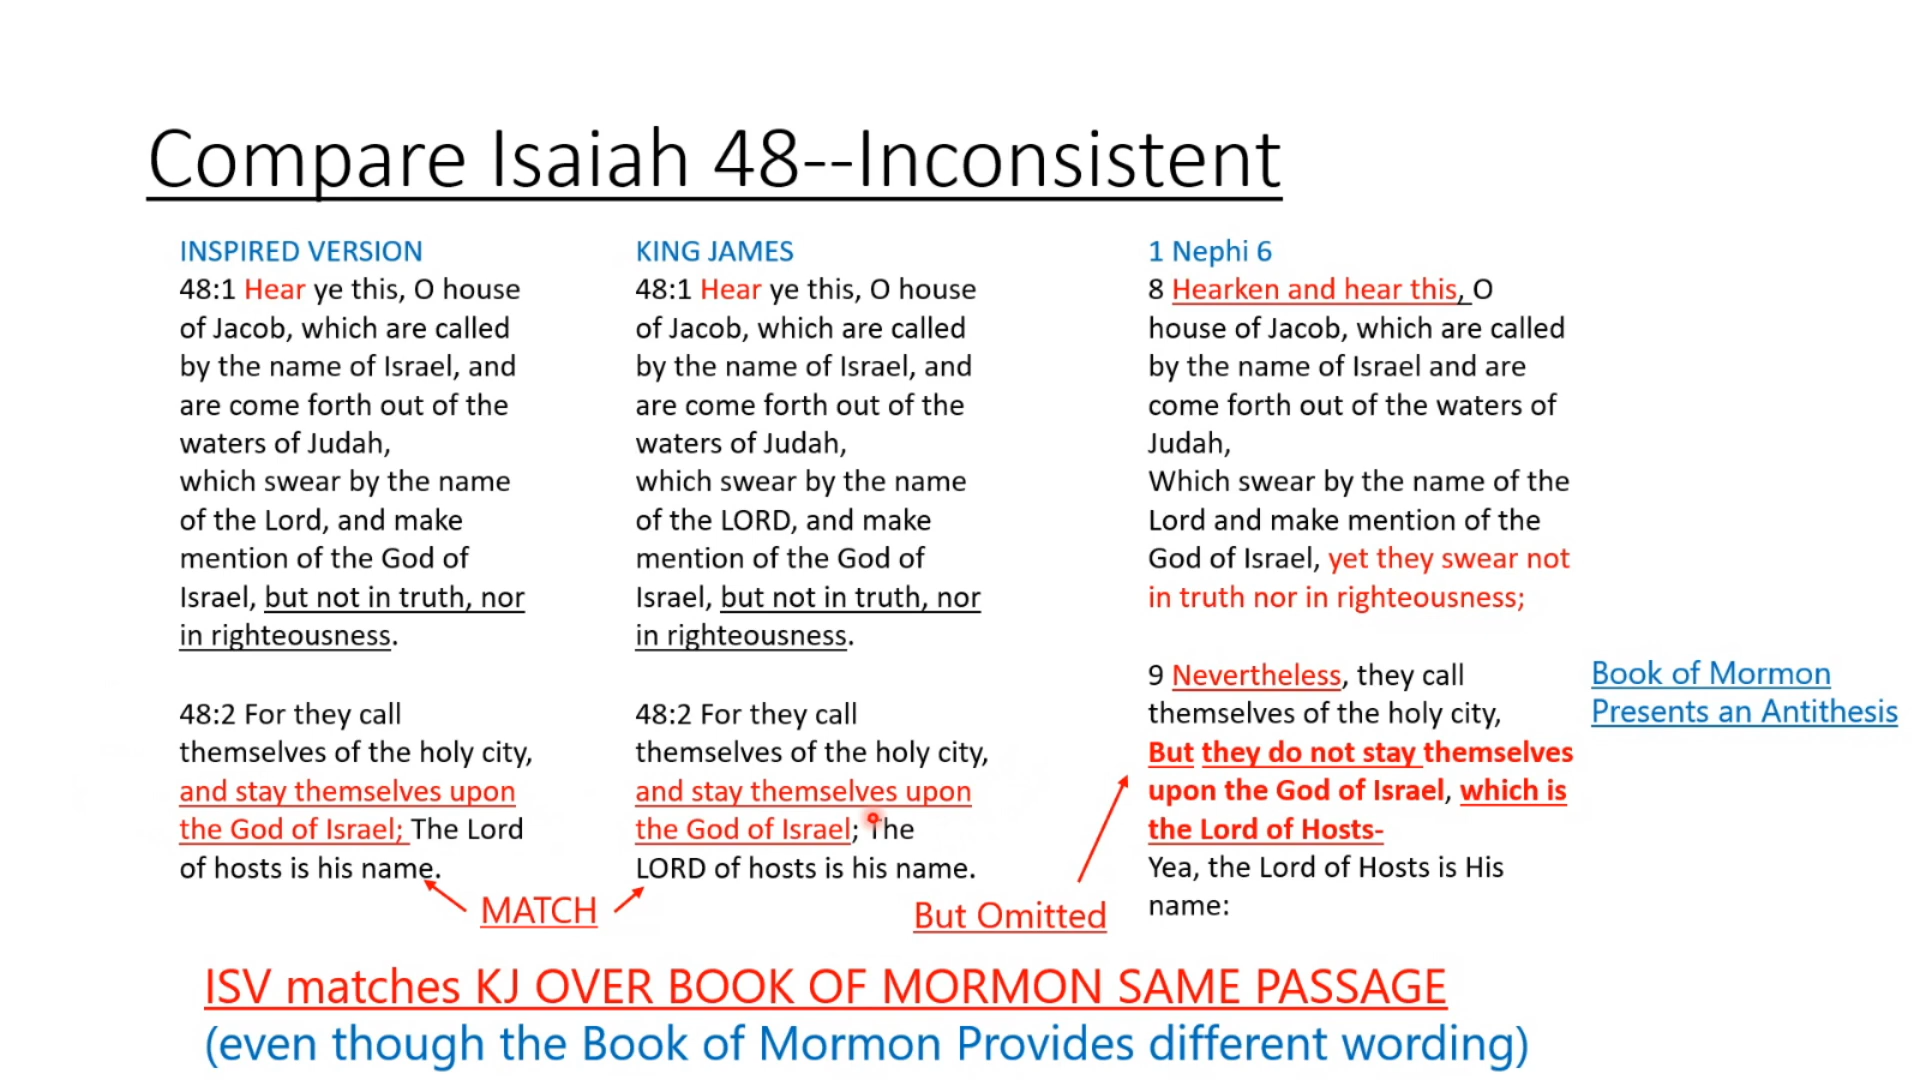 Compare Isaiah 48--Inconsistent
INSPIRED VERSION
48:1 Hear ye this, O house
of Jacob, which are called
by the name of Israel, and
are come forth out of the
waters of Judah,
which swear by the name
of the Lord, and make
mention of the God of
Israel, but not in truth, nor
in righteousness.
48:2 For they call
themselves of the holy city,
and stay themselves upon
the God of Israel; The Lord
of hosts is his name.
KING JAMES
48:1 Hear ye this, O house
of Jacob, which are called
by the name of Israel, and
are come forth out of the
waters of Judah,
which swear by the name
of the LORD, and make
mention of the God of
Israel, but not in truth, nor
in righteousness.
48:2 For they call
themselves of the holy city,
and stay themselves upon
the God of Israel; The
LORD of hosts is his name.
MATCH
1 Nephi 6
8 Hearken and hear this, O
house of Jacob, which are called
by the name of Israel and are
come forth out of the waters of
Judah,
Which swear by the name of the
Lord and make mention of the
God of Israel, yet they swear not
in truth nor in righteousness;
9 Nevertheless, they call
themselves of the holy city,
But they do not stay themselves
upon the God of Israel, which is
the Lord of Hosts-
Yea, the Lord of Hosts is His
name:
But Omitted
Book of Mormon
Presents an Antithesis
ISV matches KJ OVER BOOK OF MORMON SAME PASSAGE
(even though the Book of Mormon Provides different wording)